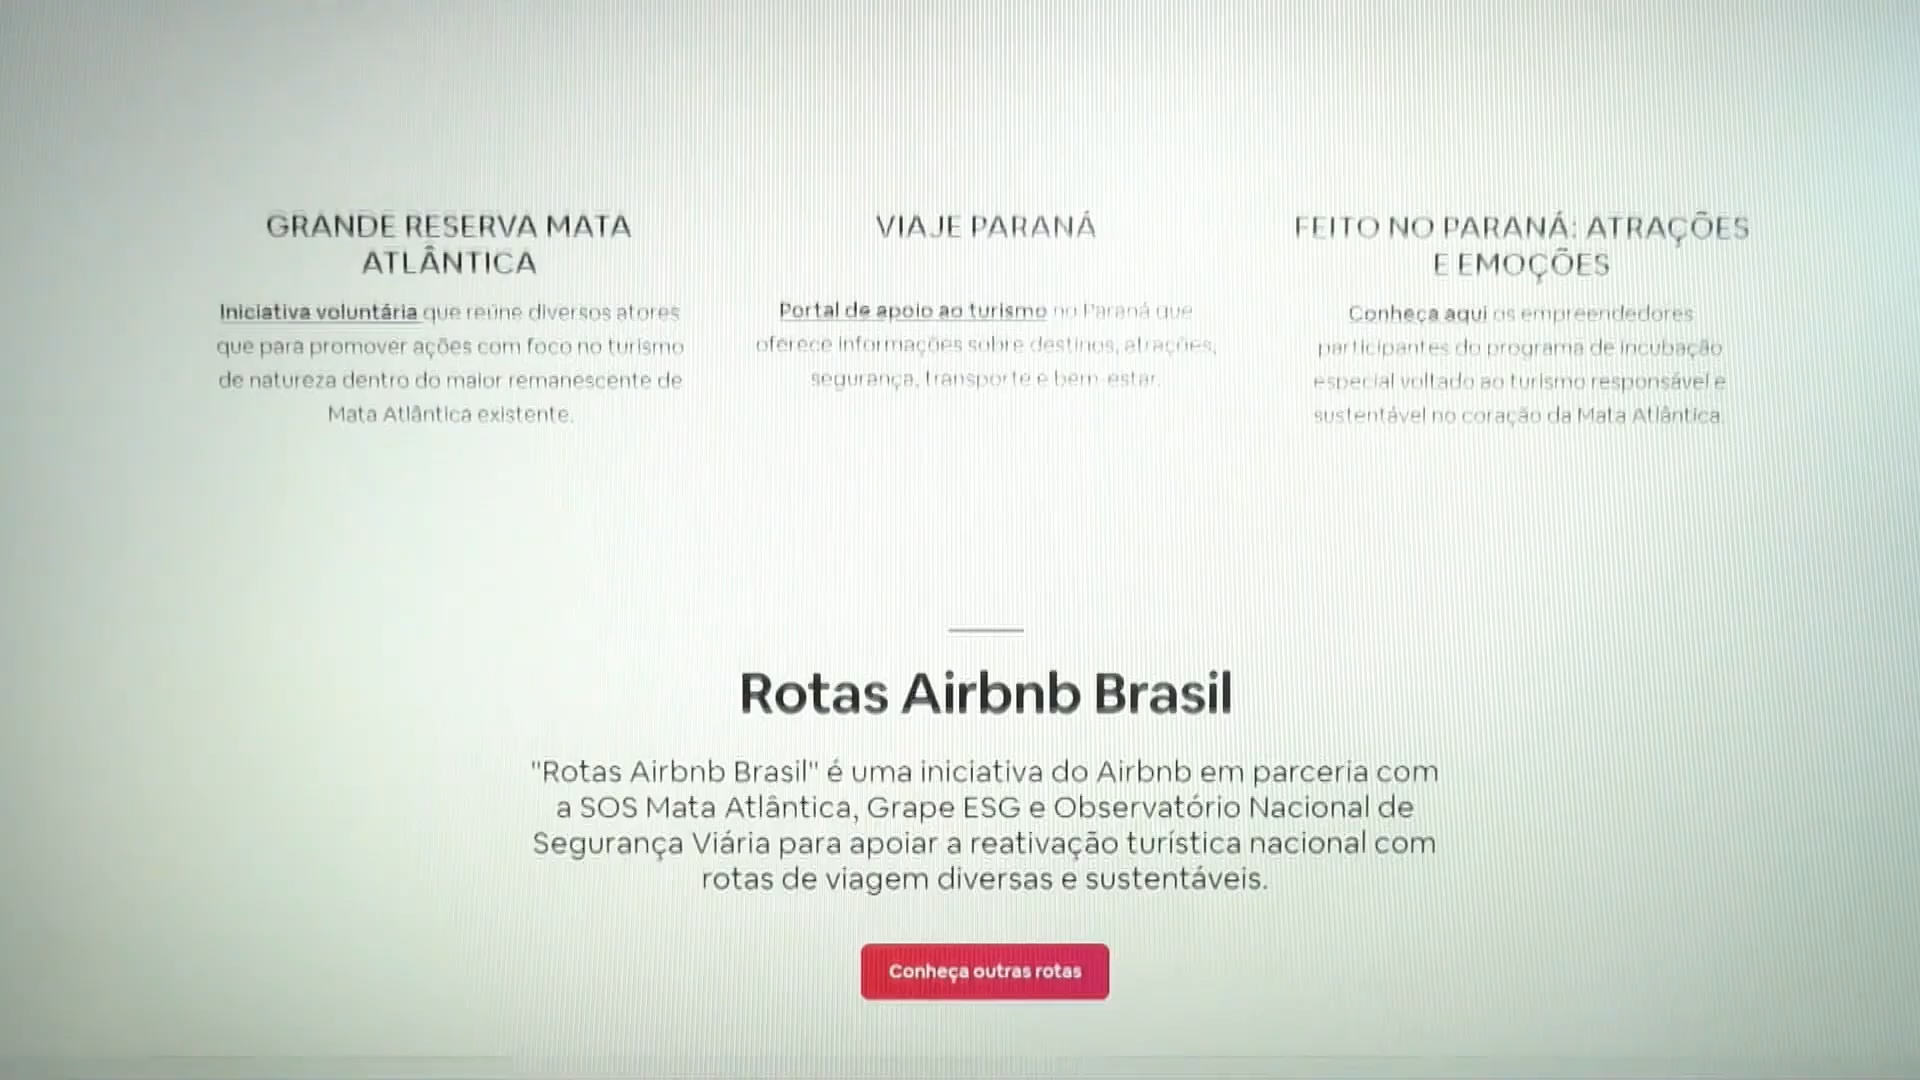 GRANDE RESERVA MATA
ATLÂNTICA
Iniciativa voluntária que reúne diversos atores
que para promover ações com foco no turismo
de natureza dentro do maior remanescente de
Mata Atlântica existente.
VIAJE PARANÁ
Portal de apoio ao turismo no Paraná que
oferece informações sobre destinos, atrações,
segurança, transporte e bem-estar.
FEITO NO PARANÁ: ATRAÇÕES
E EMOÇÕES
Conheça aqui os empreendedores
participantes do programa de incubação
especial voltado ao turismo responsável e
sustentável no coração da Mata Atlântica.
Rotas Airbnb Brasil
"Rotas Airbnb Brasil" é uma iniciativa do Airbnb em parceria com
a SOS Mata Atlântica, Grape ESG e Observatório Nacional de
Segurança Viária para apoiar a reativação turística nacional com
rotas de viagem diversas e sustentáveis.
Conheça outras rotas